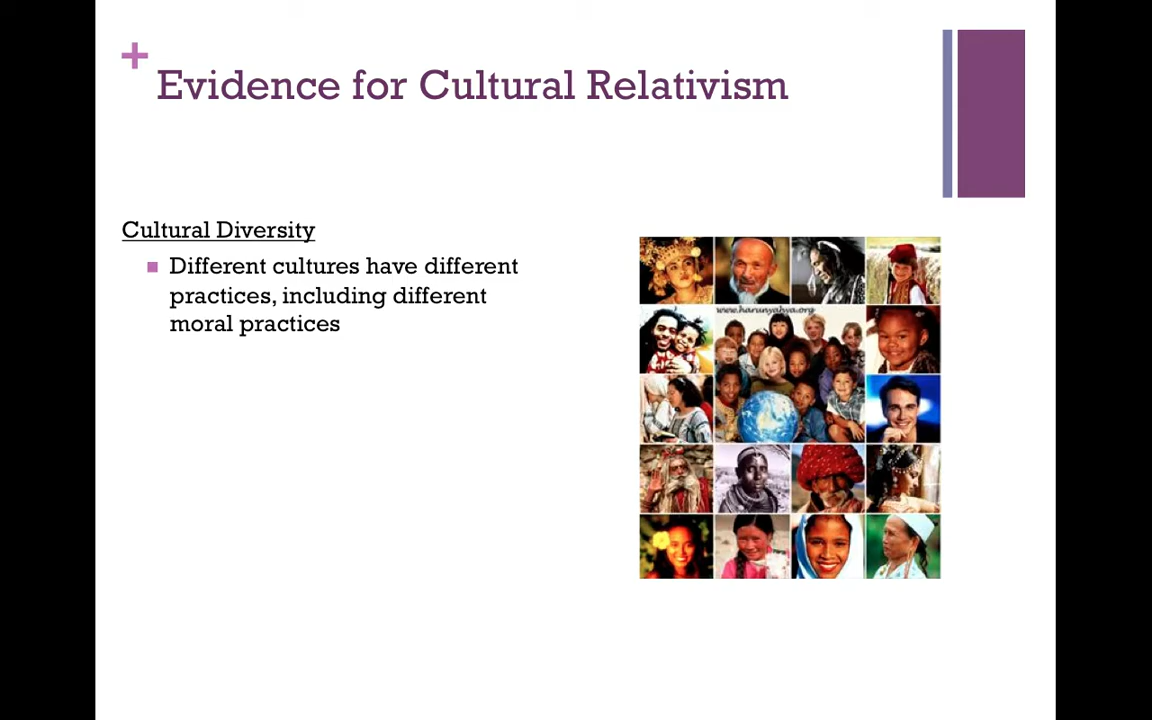 +
Evidence for Cultural Relativism
Cultural Diversity
Different cultures have different
practices, including different
moral practices
www.harunyahya.org